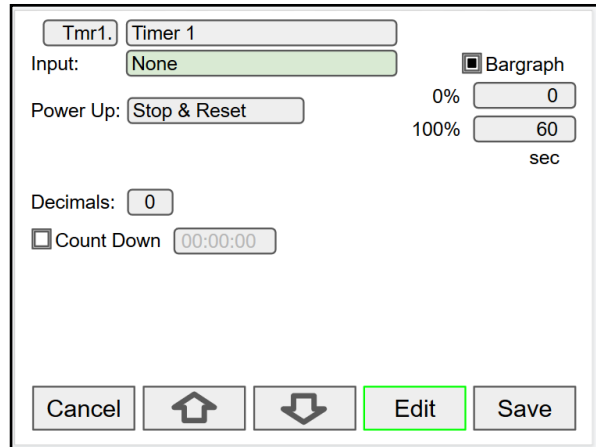 Tmr1. Timer 1
Input: None
Bargraph
Power Up: Stop & Reset
0% 0
100% 60
sec
Decimals: 0
Count Down 00:00:00
Cancel Edit Save